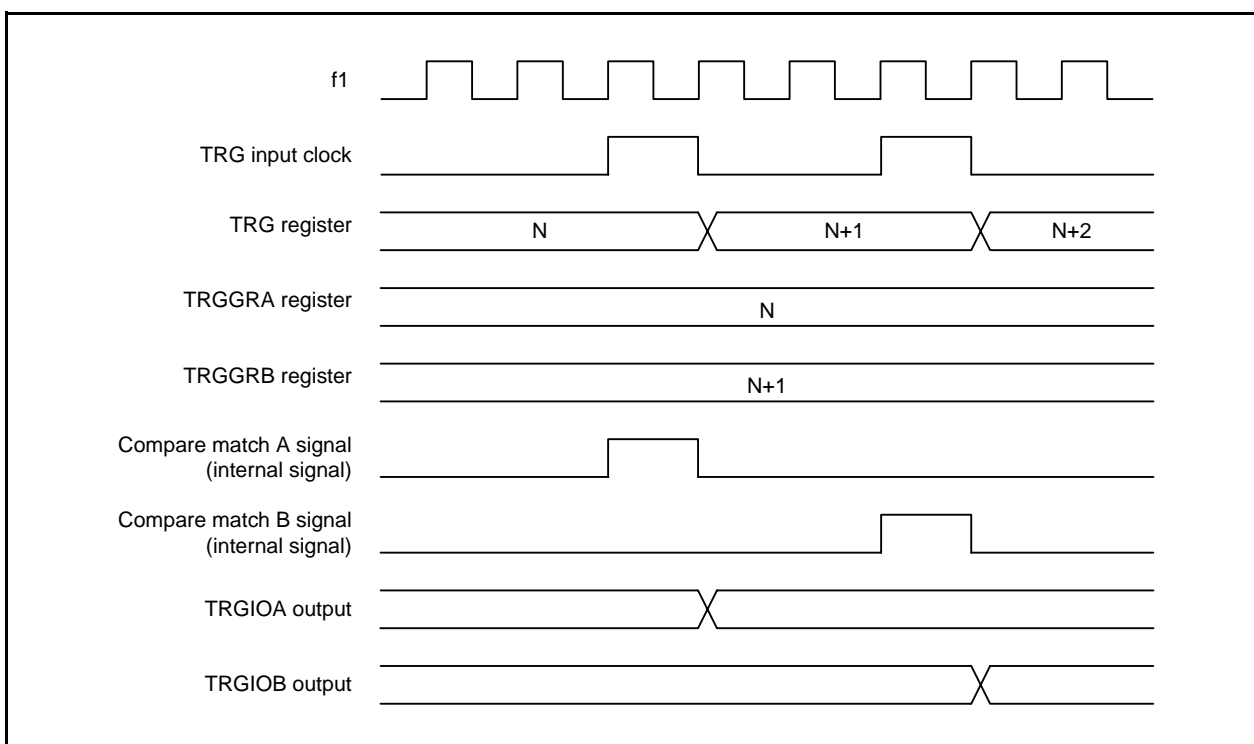 f1
TRG input clock
TRG register
N
N+1
N+2
TRGGRA register
N
TRGGRB register
N+1
Compare match A signal
(internal signal)
Compare match B signal
(internal signal)
TRGIOA output
TRGIOB output